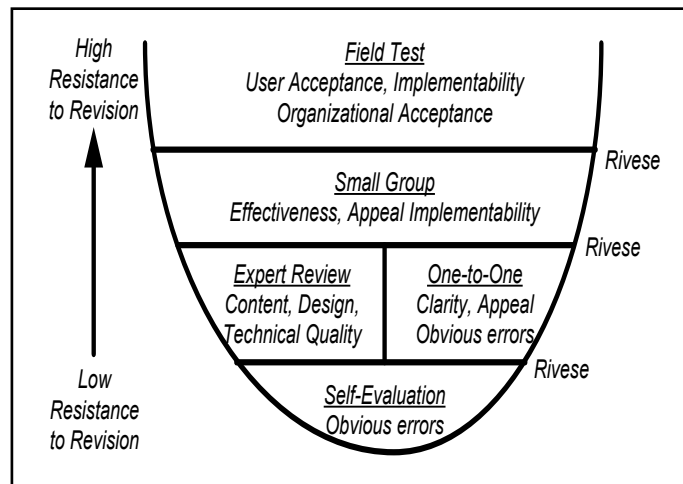 High
Resistance
to Revision
Field Test
User Acceptance, Implementability
Organizational Acceptance
Rivese
Small Group
Effectiveness, Appeal Implementability
Rivese
Expert Review
Content, Design,
Technical Quality
One-to-One
Clarity, Appeal
Obvious errors
Rivese
Low
Resistance
to Revision
Self-Evaluation
Obvious errors